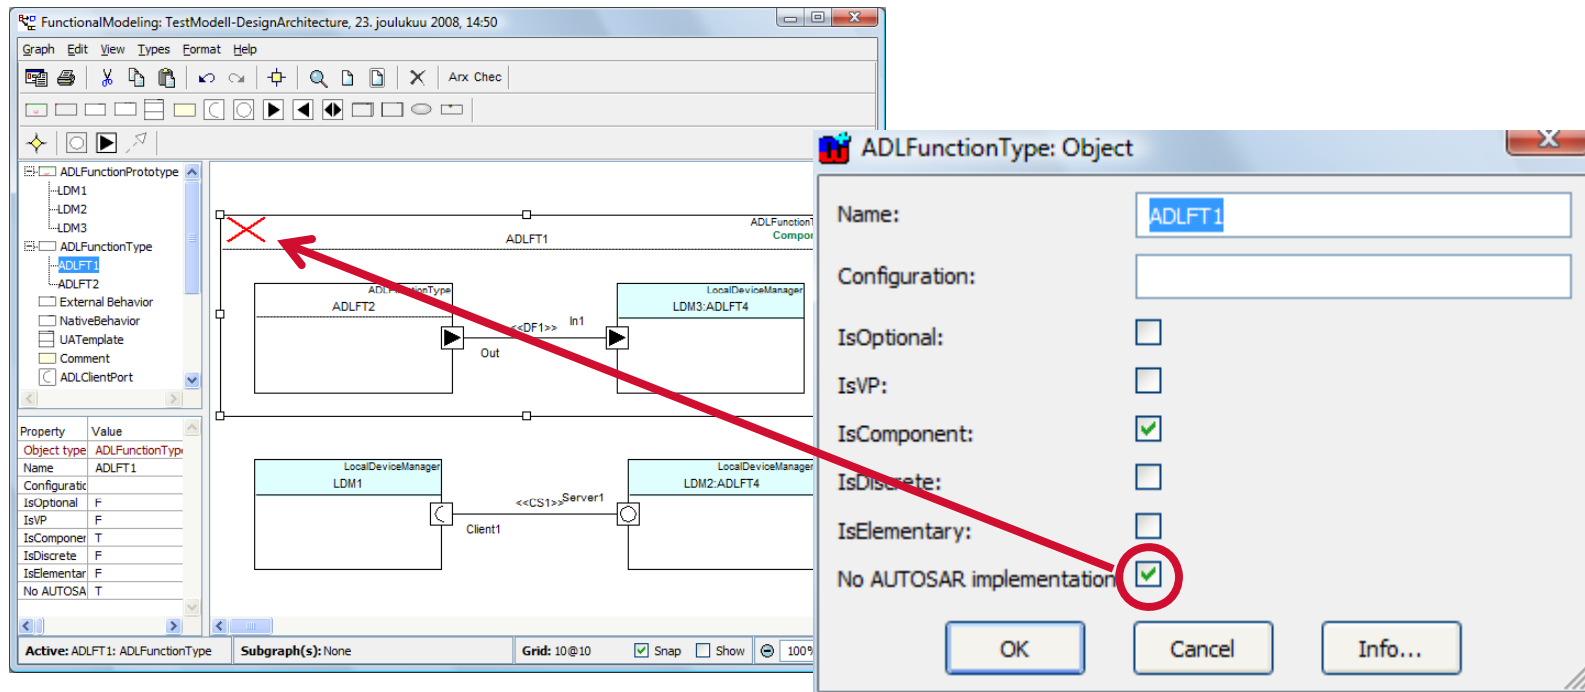 FunctionalModeling: TestModell-DesignArchitecture, 23. joulukuu 2008, 14:50
Graph Edit View Types Format Help
Arx Chec
ADLFunctionPrototype
LDM1
LDM2
LDM3
ADLFunctionType
ADLFT1
ADLFT2
External Behavior
NativeBehavior
UATemplate
Comment
ADLClientPort
Property Value
Object type ADLFunctionType
Name ADLFT1
Configuratic
IsOptional F
IsVP F
IsComponer T
IsDiscrete F
IsElementar F
No AUTOSA T
ADLFunctionT
Compor
ADLFT1
ADLFunctionType
ADLFT2
<<DF1>>
In1
Out
LocalDeviceManager
LDM3:ADLFT4
LocalDeviceManager
LDM1
<<CS1>>
Server1
Client1
LocalDeviceManager
LDM2:ADLFT4
Active: ADLFT1: ADLFunctionType Subgraph(s): None Grid: 10@10 Snap Show 100%
ADLFunctionType: Object
Name: ADLFT1
Configuration:
IsOptional:
IsVP:
IsComponent:
IsDiscrete:
IsElementary:
No AUTOSAR implementation
OK Cancel Info...